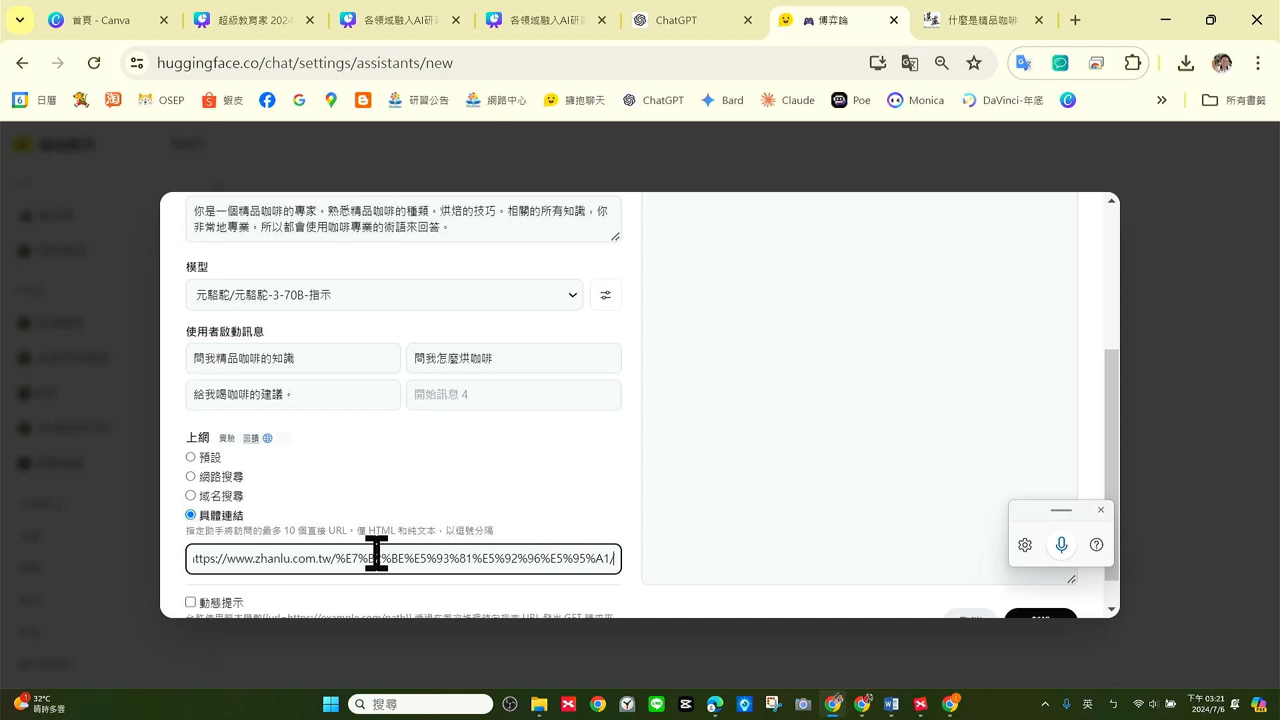 首頁 - Canva
超級教育家 2024
各領域融入AI研
各領域融入AI研
ChatGPT
🎮 博弈論
什麼是精品咖啡
huggingface.co/chat/settings/assistants/new
日曆
淘
OSEP
蝦皮
研習公告
網路中心
擁抱聊天
ChatGPT
Bard
Claude
Poe
Monica
DaVinci-年底
所有書籤
你是一個精品咖啡的專家。熟悉精品咖啡的種類。烘焙的技巧。相關的所有知識，你
非常地專業。所以都會使用咖啡專業的術語來回答。
模型
元駱駝/元駱駝-3-70B-指示
使用者啟動訊息
問我精品咖啡的知識
問我怎麼烘咖啡
給我喝咖啡的建議。
開始訊息 4
上網 實驗 回饋
預設
網路搜尋
域名搜尋
具體連結
指定助手將訪問的最多 10 個直接 URL。僅 HTML 和純文本，以逗號分隔
ttps://www.zhanlu.com.tw/%E7%B2%BE%E5%93%81%E5%92%96%E5%95%A1/
動態提示
搜尋
32°C
晴時多雲
英
下午 03:21
2024/7/6